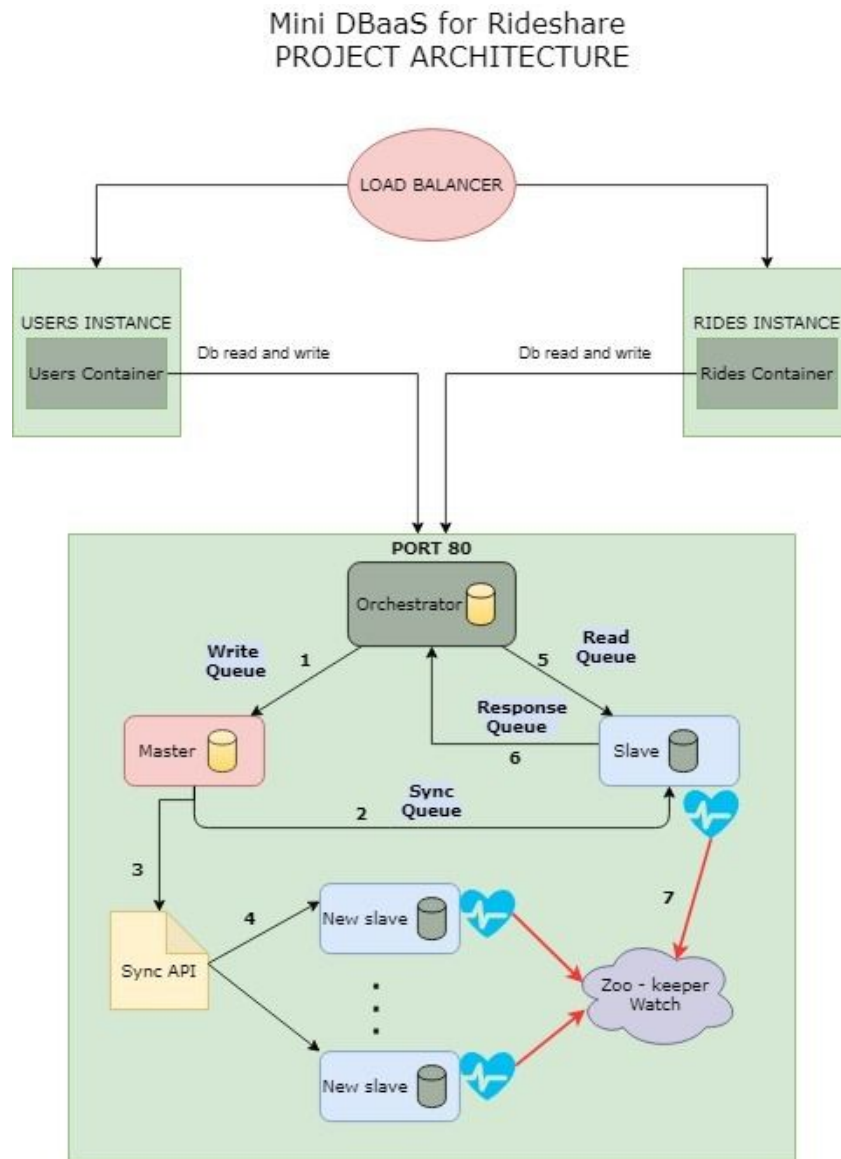 Mini DBaaS for Rideshare
PROJECT ARCHITECTURE
LOAD BALANCER
USERS INSTANCE
Users Container
Db read and write
Db read and write
RIDES INSTANCE
Rides Container
PORT 80
Orchestrator
Write
Queue
1
5
Read
Queue
Response
Queue
6
Master
Slave
Sync
Queue
2
3
4
7
Sync API
New slave
Zoo - keeper
Watch
New slave